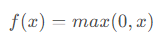 f(x) = max(0, x)